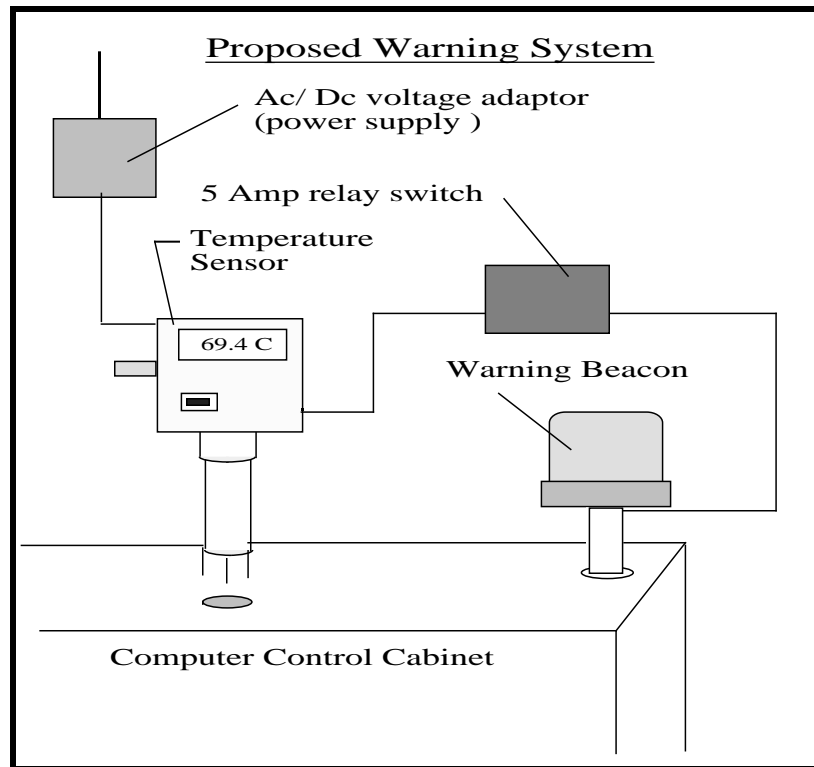 Proposed Warning System
Ac/ Dc voltage adaptor
(power supply )
5 Amp relay switch
Temperature
Sensor
69.4 C
Warning Beacon
Computer Control Cabinet